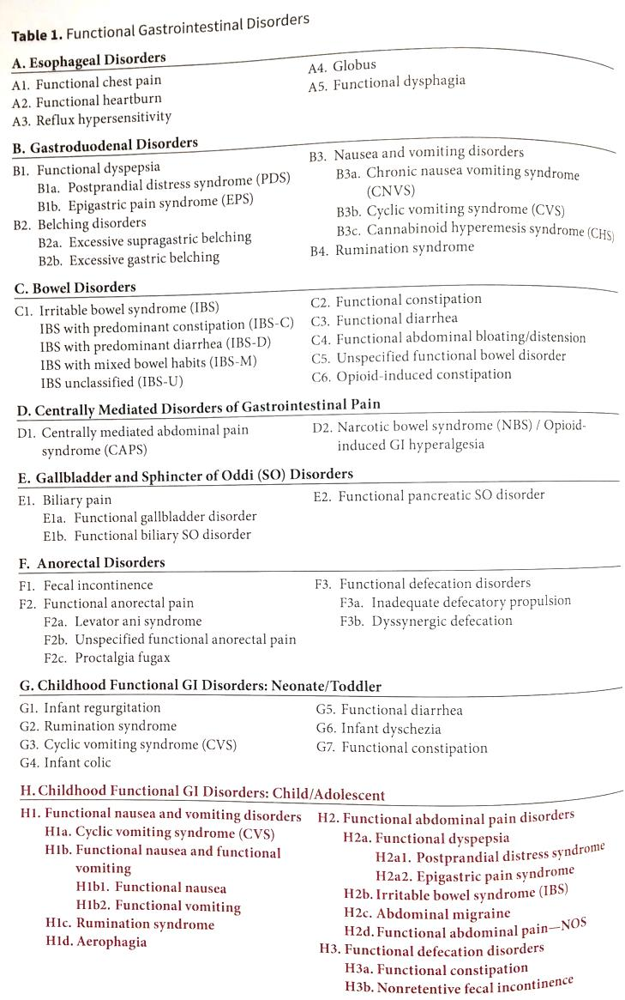 Table 1. Functional Gastrointestinal Disorders
A. Esophageal Disorders
A1. Functional chest pain
A2. Functional heartburn
A3. Reflux hypersensitivity
A4. Globus
A5. Functional dysphagia
B. Gastroduodenal Disorders
B1. Functional dyspepsia
B1a. Postprandial distress syndrome (PDS)
B1b. Epigastric pain syndrome (EPS)
B2. Belching disorders
B2a. Excessive supragastric belching
B2b. Excessive gastric belching
B3. Nausea and vomiting disorders
B3a. Chronic nausea vomiting syndrome
(CNVS)
B3b. Cyclic vomiting syndrome (CVS)
B3c. Cannabinoid hyperemesis syndrome (CHS)
B4. Rumination syndrome
C. Bowel Disorders
C1. Irritable bowel syndrome (IBS)
IBS with predominant constipation (IBS-C)
IBS with predominant diarrhea (IBS-D)
IBS with mixed bowel habits (IBS-M)
IBS unclassified (IBS-U)
C2. Functional constipation
C3. Functional diarrhea
C4. Functional abdominal bloating/distension
C5. Unspecified functional bowel disorder
C6. Opioid-induced constipation
D. Centrally Mediated Disorders of Gastrointestinal Pain
D1. Centrally mediated abdominal pain
syndrome (CAPS)
D2. Narcotic bowel syndrome (NBS) / Opioid-
induced GI hyperalgesia
E. Gallbladder and Sphincter of Oddi (SO) Disorders
E1. Biliary pain
E1a. Functional gallbladder disorder
E1b. Functional biliary SO disorder
E2. Functional pancreatic SO disorder
F. Anorectal Disorders
F1. Fecal incontinence
F2. Functional anorectal pain
F2a. Levator ani syndrome
F2b. Unspecified functional anorectal pain
F2c. Proctalgia fugax
F3. Functional defecation disorders
F3a. Inadequate defecatory propulsion
F3b. Dyssynergic defecation
G. Childhood Functional GI Disorders: Neonate/Toddler
G1. Infant regurgitation
G2. Rumination syndrome
G3. Cyclic vomiting syndrome (CVS)
G4. Infant colic
G5. Functional diarrhea
G6. Infant dyschezia
G7. Functional constipation
H. Childhood Functional GI Disorders: Child/Adolescent
H1. Functional nausea and vomiting disorders
H1a. Cyclic vomiting syndrome (CVS)
H1b. Functional nausea and functional
vomiting
H1b1. Functional nausea
H1b2. Functional vomiting
H1c. Rumination syndrome
H1d. Aerophagia
H2. Functional abdominal pain disorders
H2a. Functional dyspepsia
H2a1. Postprandial distress syndrome
H2a2. Epigastric pain syndrome
H2b. Irritable bowel syndrome (IBS)
H2c. Abdominal migraine
H2d. Functional abdominal pain—NOS
H3. Functional defecation disorders
H3a. Functional constipation
H3b. Nonretentive fecal incontinence